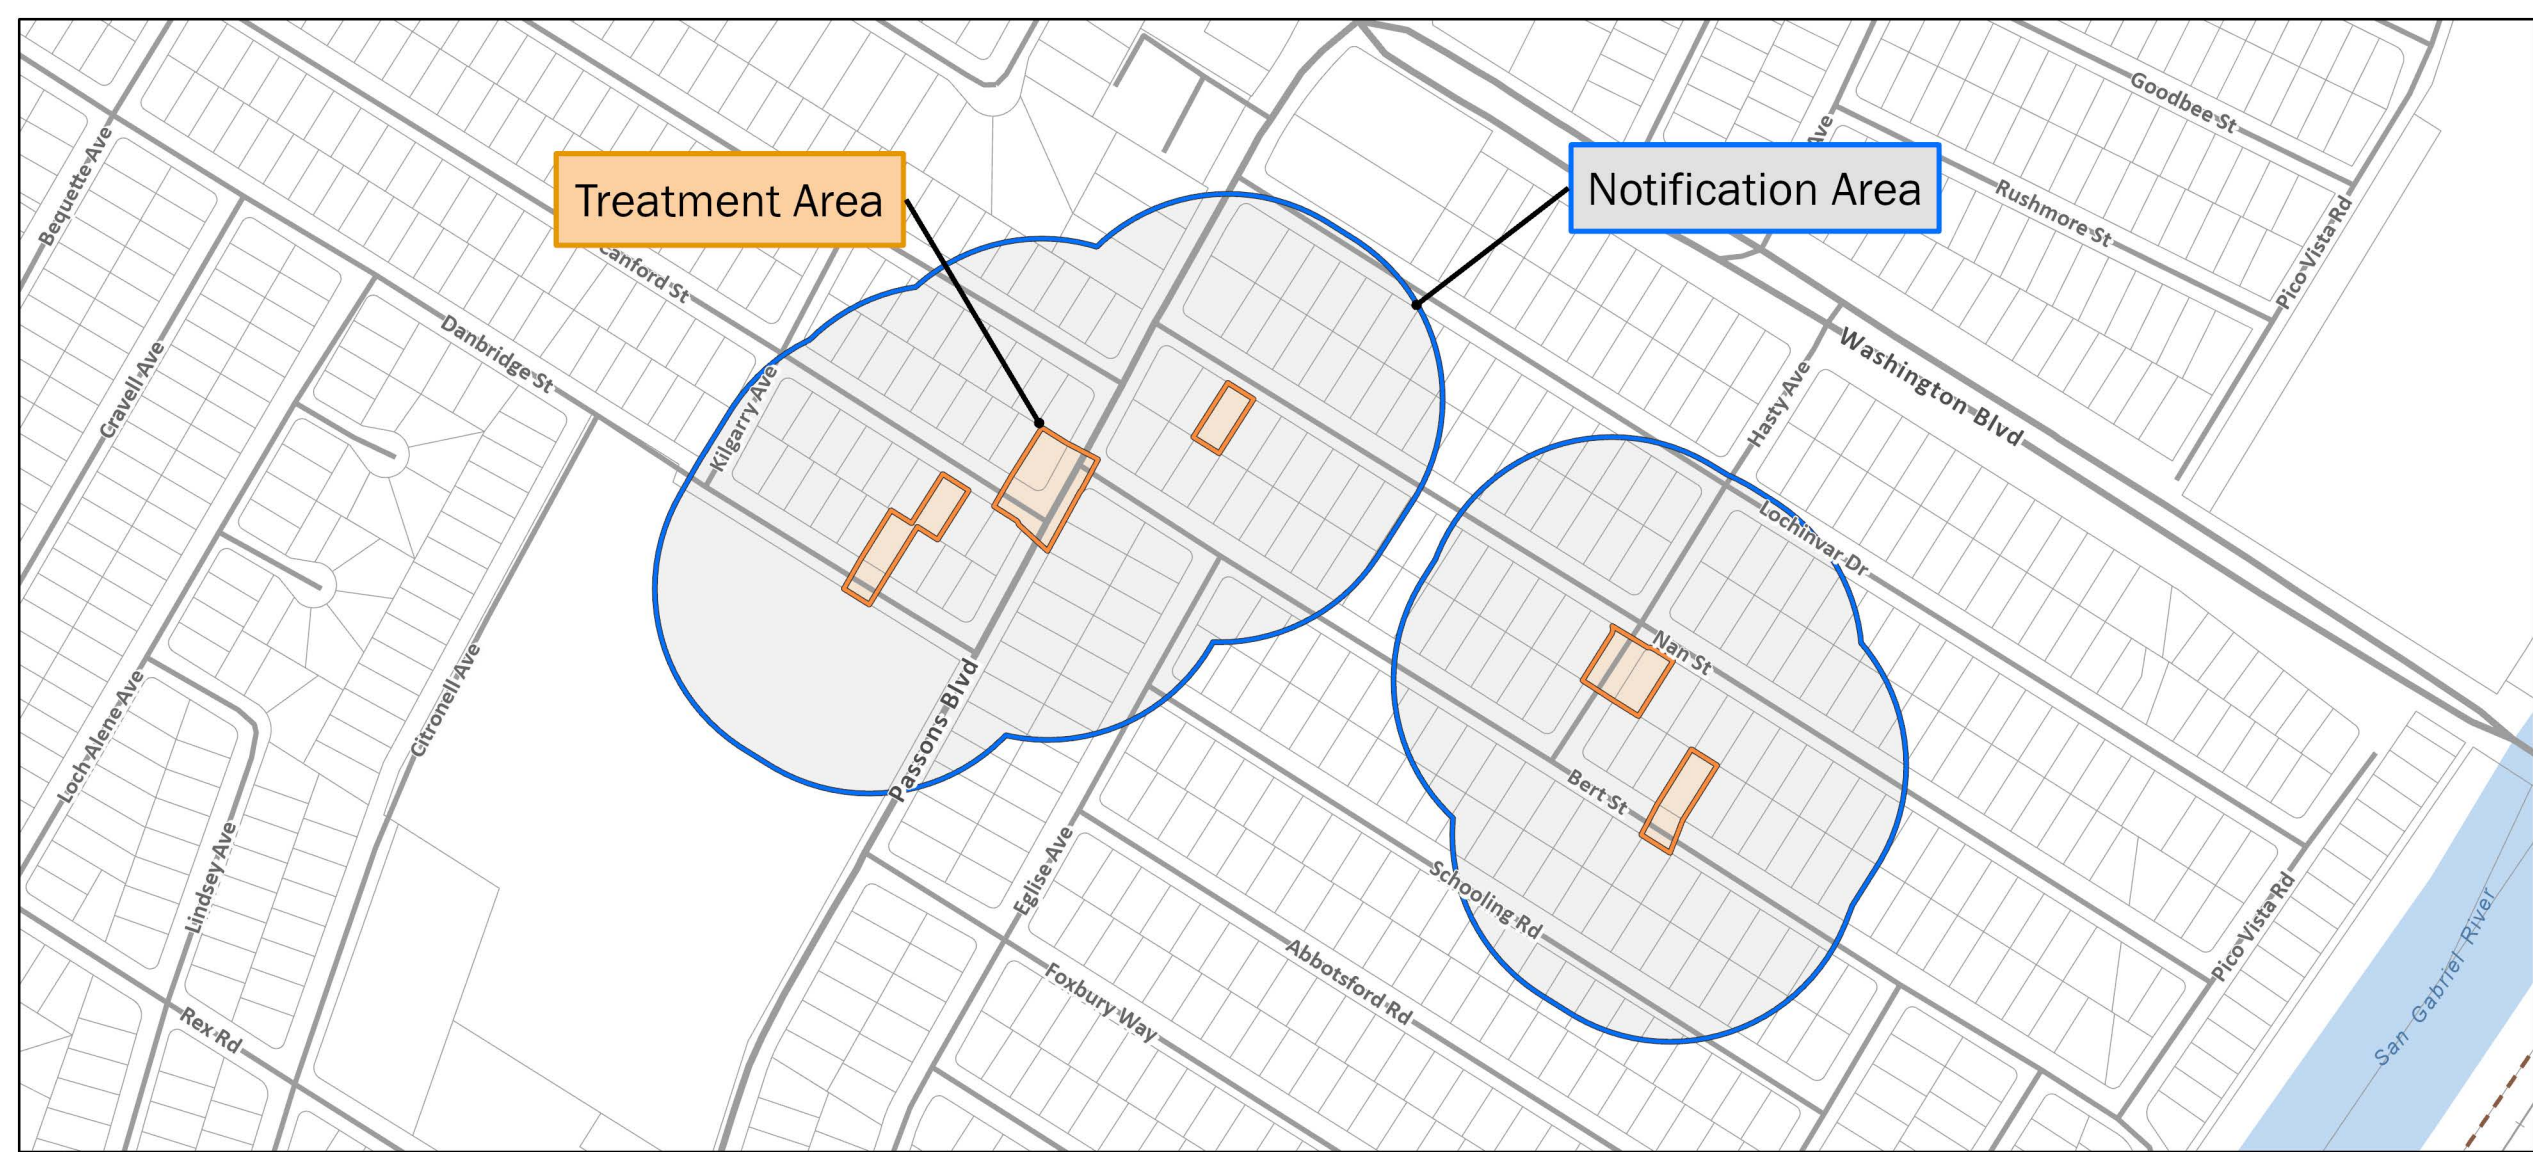 Goodbee St
Ave
Bequette Ave
Treatment Area
Notification Area
Rushmore St
Pico Vista Rd
Canford St
Danbridge St
Washington Blvd
Cravell Ave
Kilgarry Ave
Hasty Ave
Lochinvar Dr
Nan St
Loch Alene Ave
Citronell Ave
Passons Blvd
Bert St
Lindsey Ave
Eglise Ave
Schooling Rd
Pico Vista Rd
Abbotsford Rd
San Gabriel River
Foxbury Way
Rex Rd